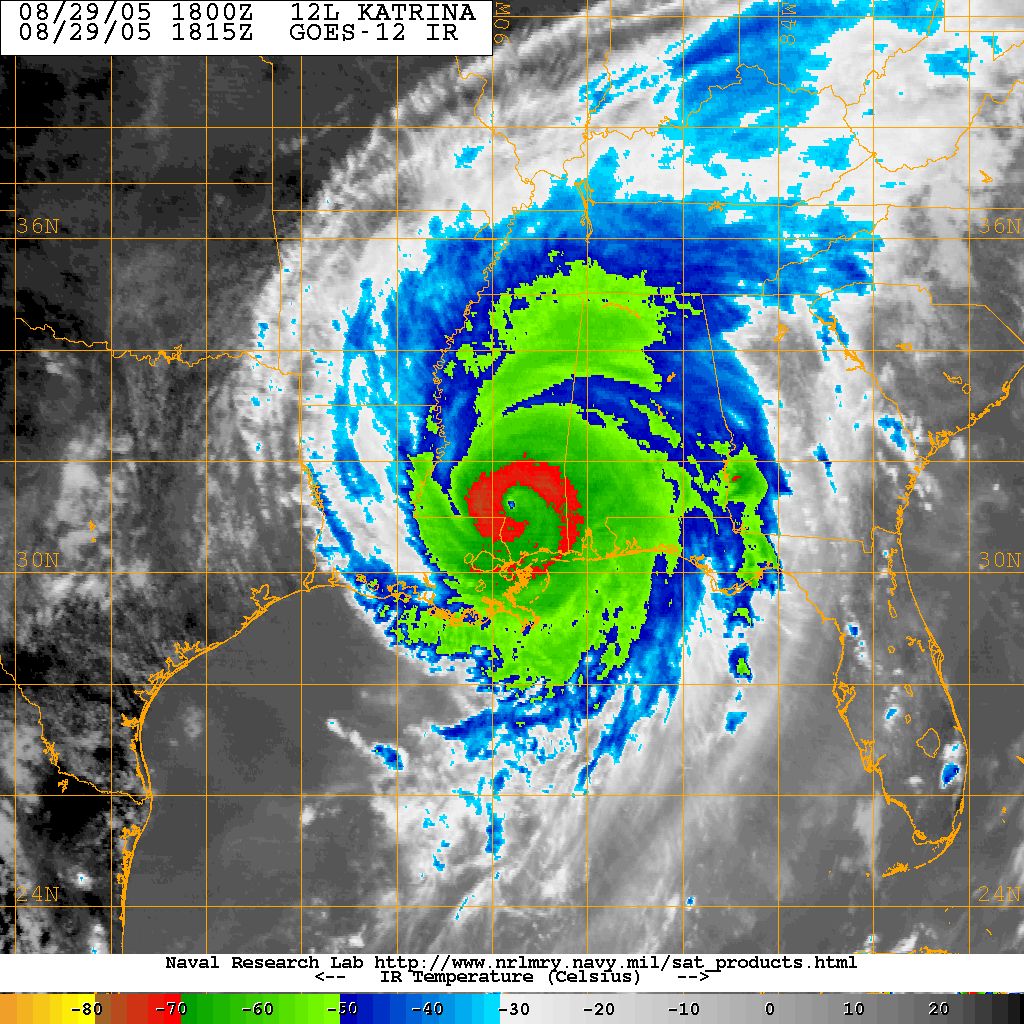 08/29/05 1800Z 12L KATRINA
08/29/05 1815Z GOES-12 IR
90W
84W
36N 36N
30N 30N
24N 24N
Naval Research Lab http://www.nrlmry.navy.mil/sat_products.html
<-- IR Temperature (Celsius) -->
-80 -70 -60 -50 -40 -30 -20 -10 0 10 20